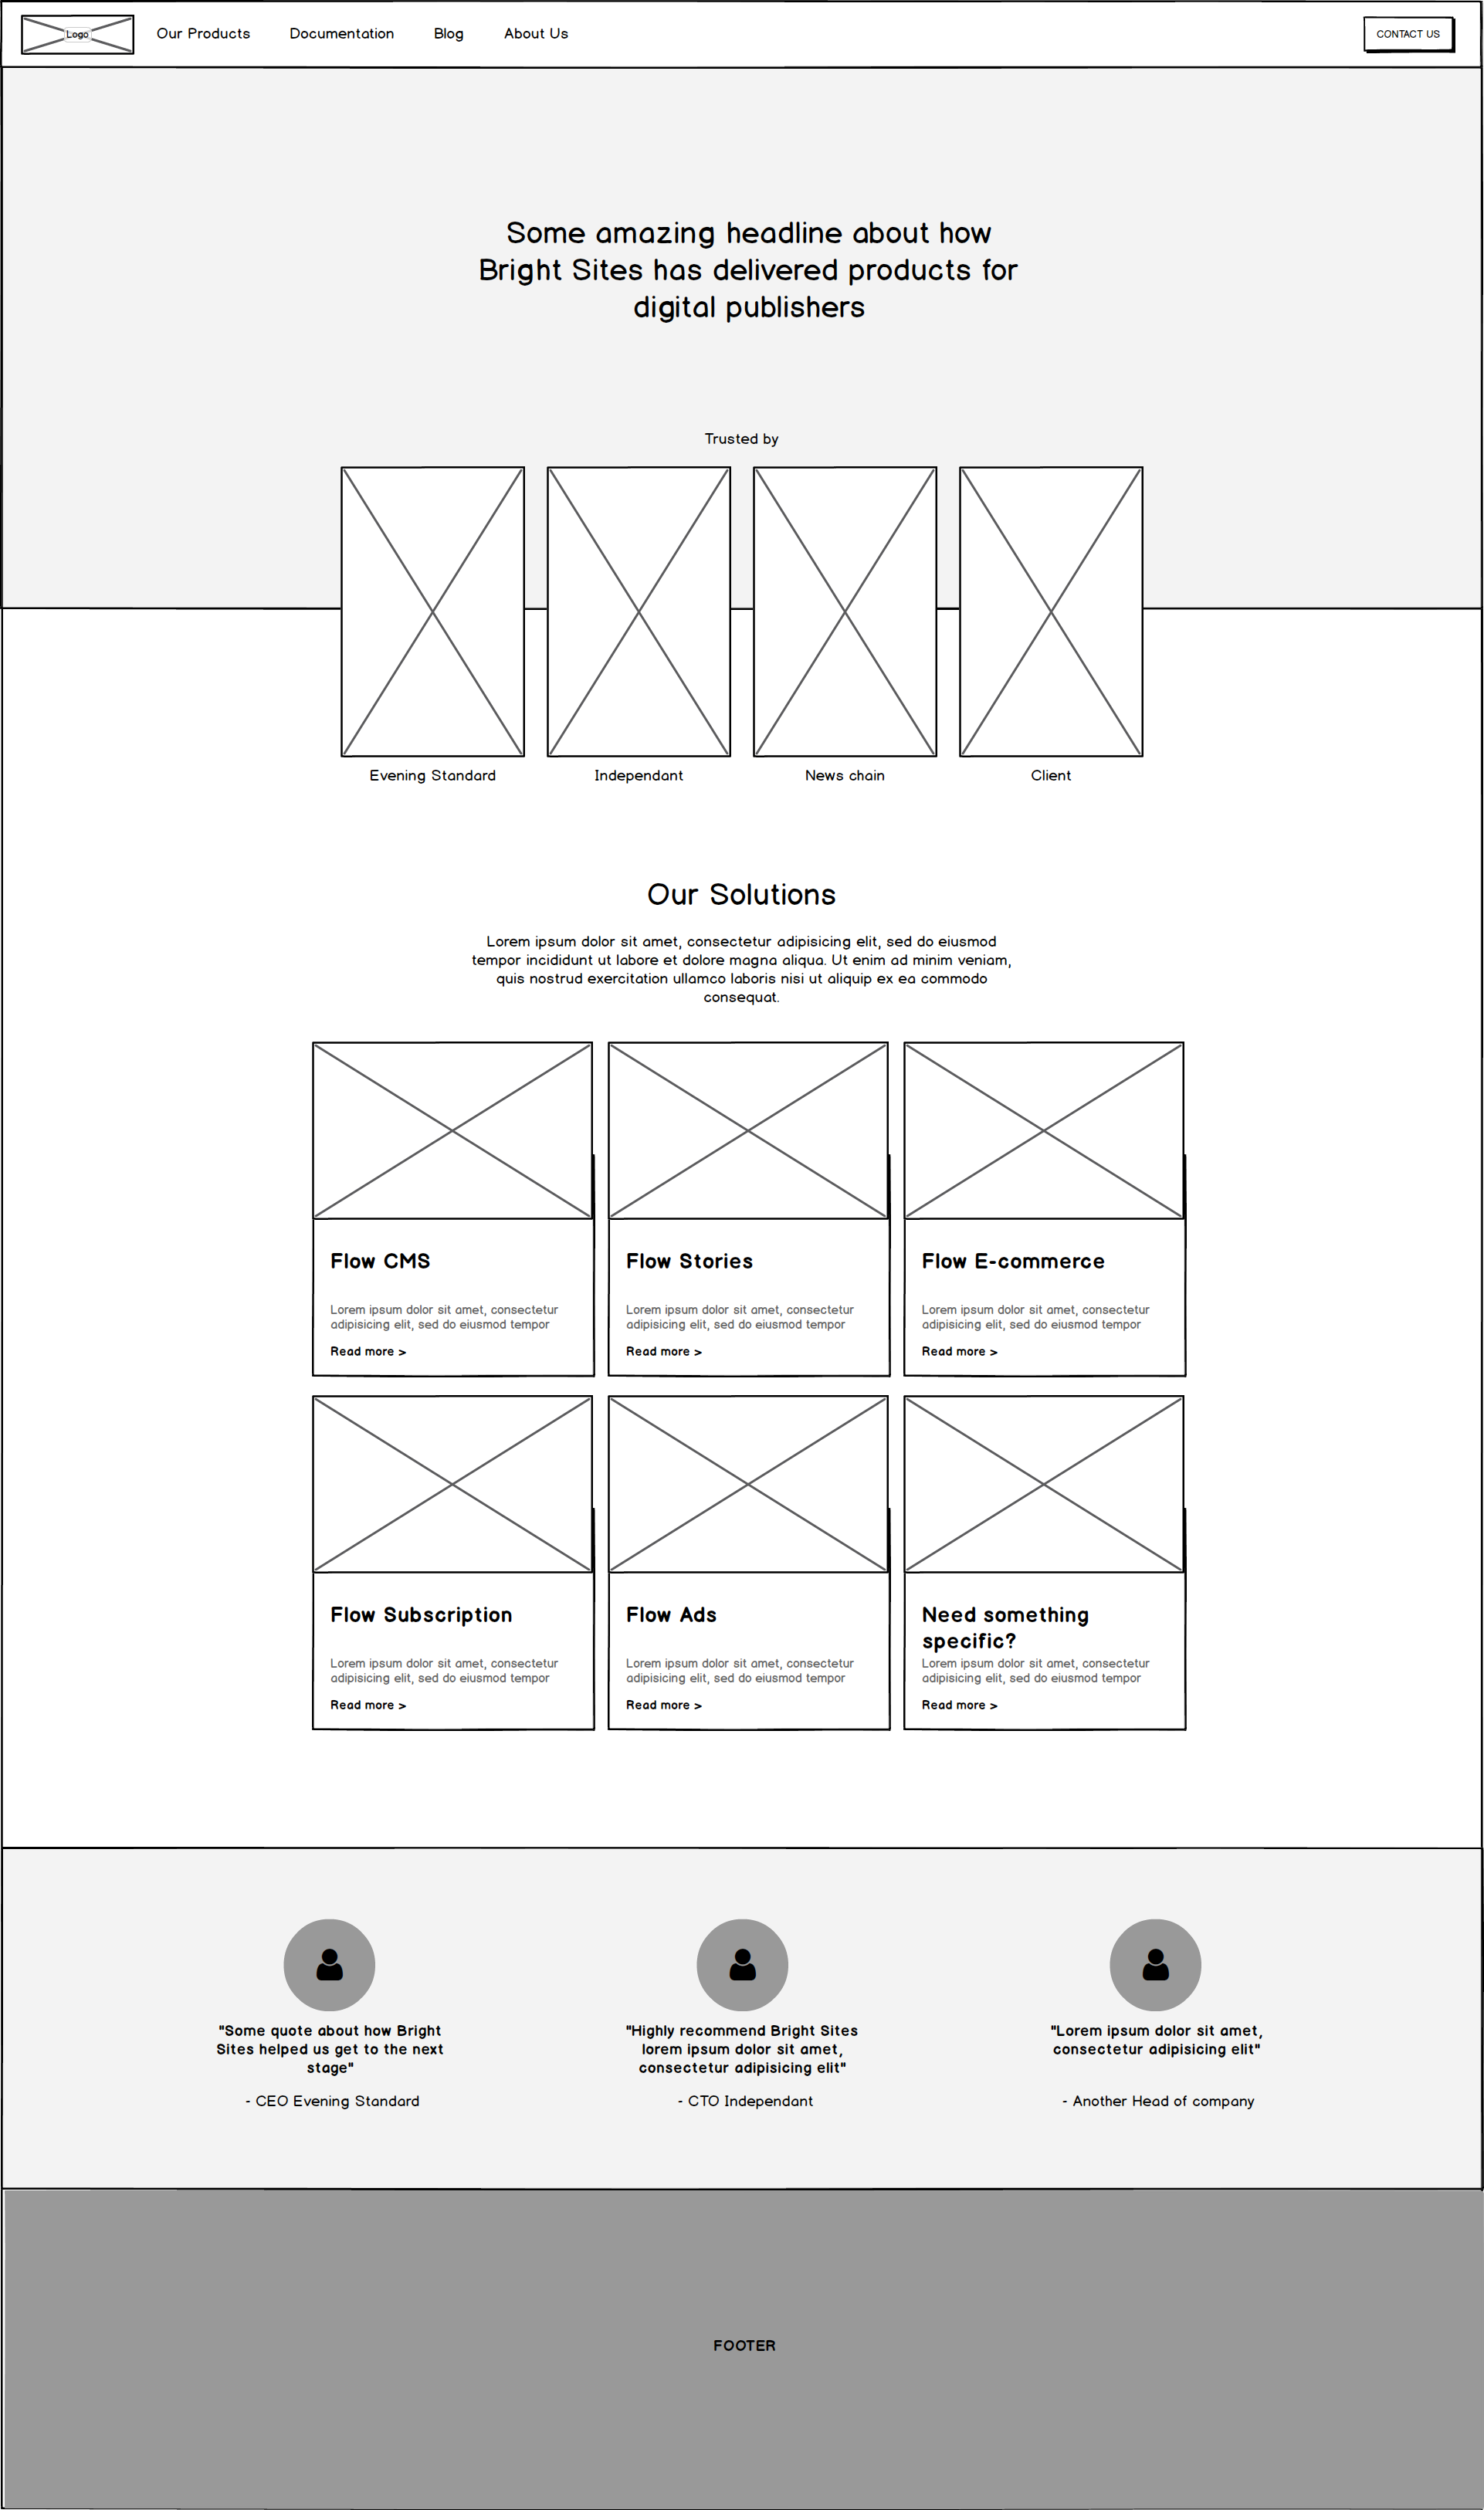 Logo
Our Products
Documentation
Blog
About Us
CONTACT US
Some amazing headline about how
Bright Sites has delivered products for
digital publishers
Trusted by
Evening Standard
Independant
News chain
Client
Our Solutions
Lorem ipsum dolor sit amet, consectetur adipisicing elit, sed do eiusmod
tempor incididunt ut labore et dolore magna aliqua. Ut enim ad minim veniam,
quis nostrud exercitation ullamco laboris nisi ut aliquip ex ea commodo
consequat.
Flow CMS
Lorem ipsum dolor sit amet, consectetur
adipisicing elit, sed do eiusmod tempor
Read more >
Flow Stories
Lorem ipsum dolor sit amet, consectetur
adipisicing elit, sed do eiusmod tempor
Read more >
Flow E-commerce
Lorem ipsum dolor sit amet, consectetur
adipisicing elit, sed do eiusmod tempor
Read more >
Flow Subscription
Lorem ipsum dolor sit amet, consectetur
adipisicing elit, sed do eiusmod tempor
Read more >
Flow Ads
Lorem ipsum dolor sit amet, consectetur
adipisicing elit, sed do eiusmod tempor
Read more >
Need something
specific?
Lorem ipsum dolor sit amet, consectetur
adipisicing elit, sed do eiusmod tempor
Read more >
"Some quote about how Bright
Sites helped us get to the next
stage"
- CEO Evening Standard
"Highly recommend Bright Sites
lorem ipsum dolor sit amet,
consectetur adipisicing elit"
- CTO Independant
"Lorem ipsum dolor sit amet,
consectetur adipisicing elit"
- Another Head of company
FOOTER